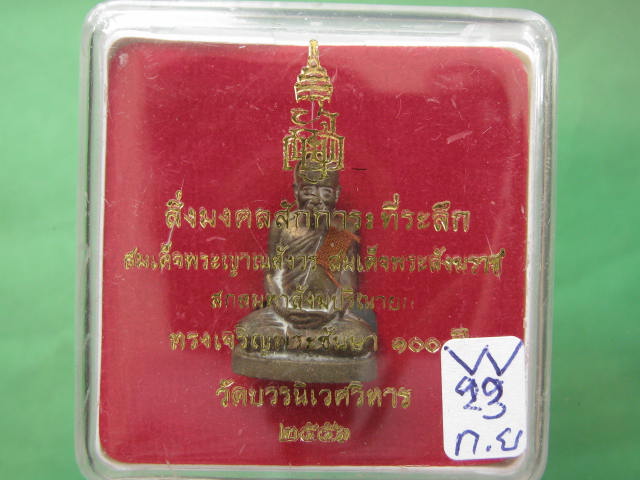 สิ่งมงคลสักการะที่ระลึก
สมเด็จพระญาณสังวร สมเด็จพระสังฆราช
สกลมหาสังฆปริณายก
ทรงเจริญพระชันษา ๑๐๐ ปี
วัดบวรนิเวศวิหาร
๒๕๕๖
W
ก.ย